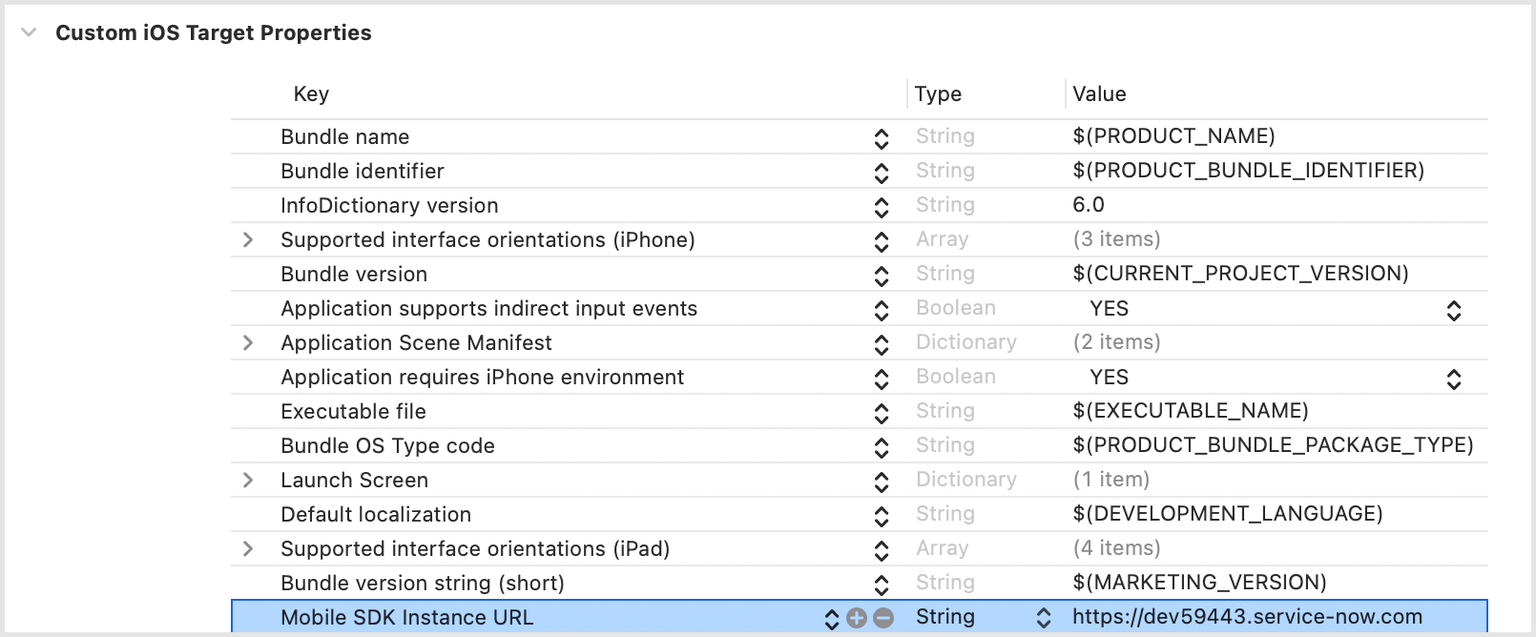 Custom iOS Target Properties
Key Type Value
Bundle name String $(PRODUCT_NAME)
Bundle identifier String $(PRODUCT_BUNDLE_IDENTIFIER)
InfoDictionary version String 6.0
Supported interface orientations (iPhone) Array (3 items)
Bundle version String $(CURRENT_PROJECT_VERSION)
Application supports indirect input events Boolean YES
Application Scene Manifest Dictionary (2 items)
Application requires iPhone environment Boolean YES
Executable file String $(EXECUTABLE_NAME)
Bundle OS Type code String $(PRODUCT_BUNDLE_PACKAGE_TYPE)
Launch Screen Dictionary (1 item)
Default localization String $(DEVELOPMENT_LANGUAGE)
Supported interface orientations (iPad) Array (4 items)
Bundle version string (short) String $(MARKETING_VERSION)
Mobile SDK Instance URL String https://dev59443.service-now.com